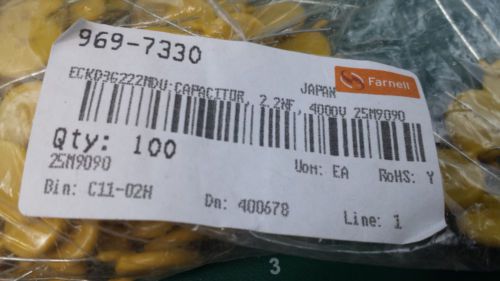 969-7330
JAPAN
Farnell
ECKD3G222MDU:CAPACITOR, 2.2NF, 4000V 25M9090
Qty: 100
25M9090
Uom: EA
RoHS: Y
Bin: C11-02H
Dn: 400678
Line: 1
3